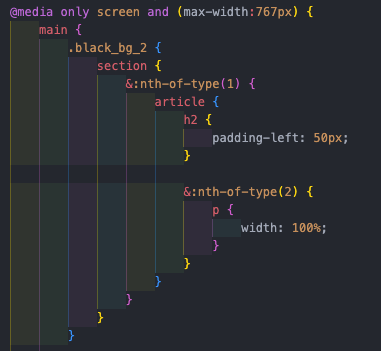 @media only screen and (max-width:767px) {
    main {
        .black_bg_2 {
            section {
                &:nth-of-type(1) {
                    article {
                        h2 {
                            padding-left: 50px;
                        }

                        &:nth-of-type(2) {
                            p {
                                width: 100%;
                            }
                        }
                    }
                }
            }
        }